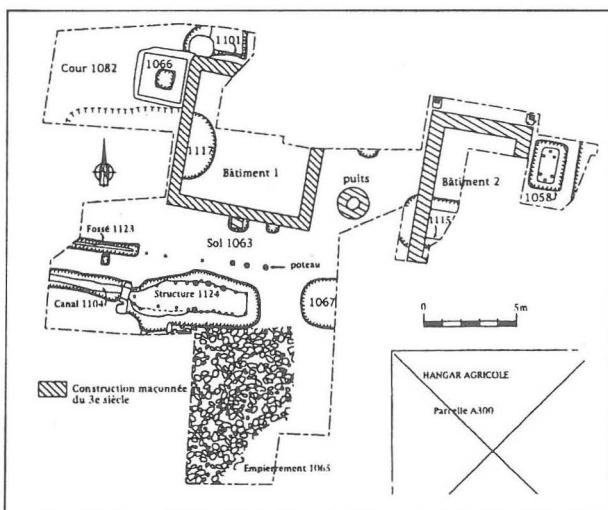 1101
Cour 1082
1066
1117
Bâtiment 1
puits
Bâtiment 2
1058
1115
Fossé 1123
Sol 1063
poteau
Canal 1104
Structure 1124
1067
0
5m
HANGAR AGRICOLE
Parcelle A300
Construction maçonnée
du 3e siècle
Empierrement 1065